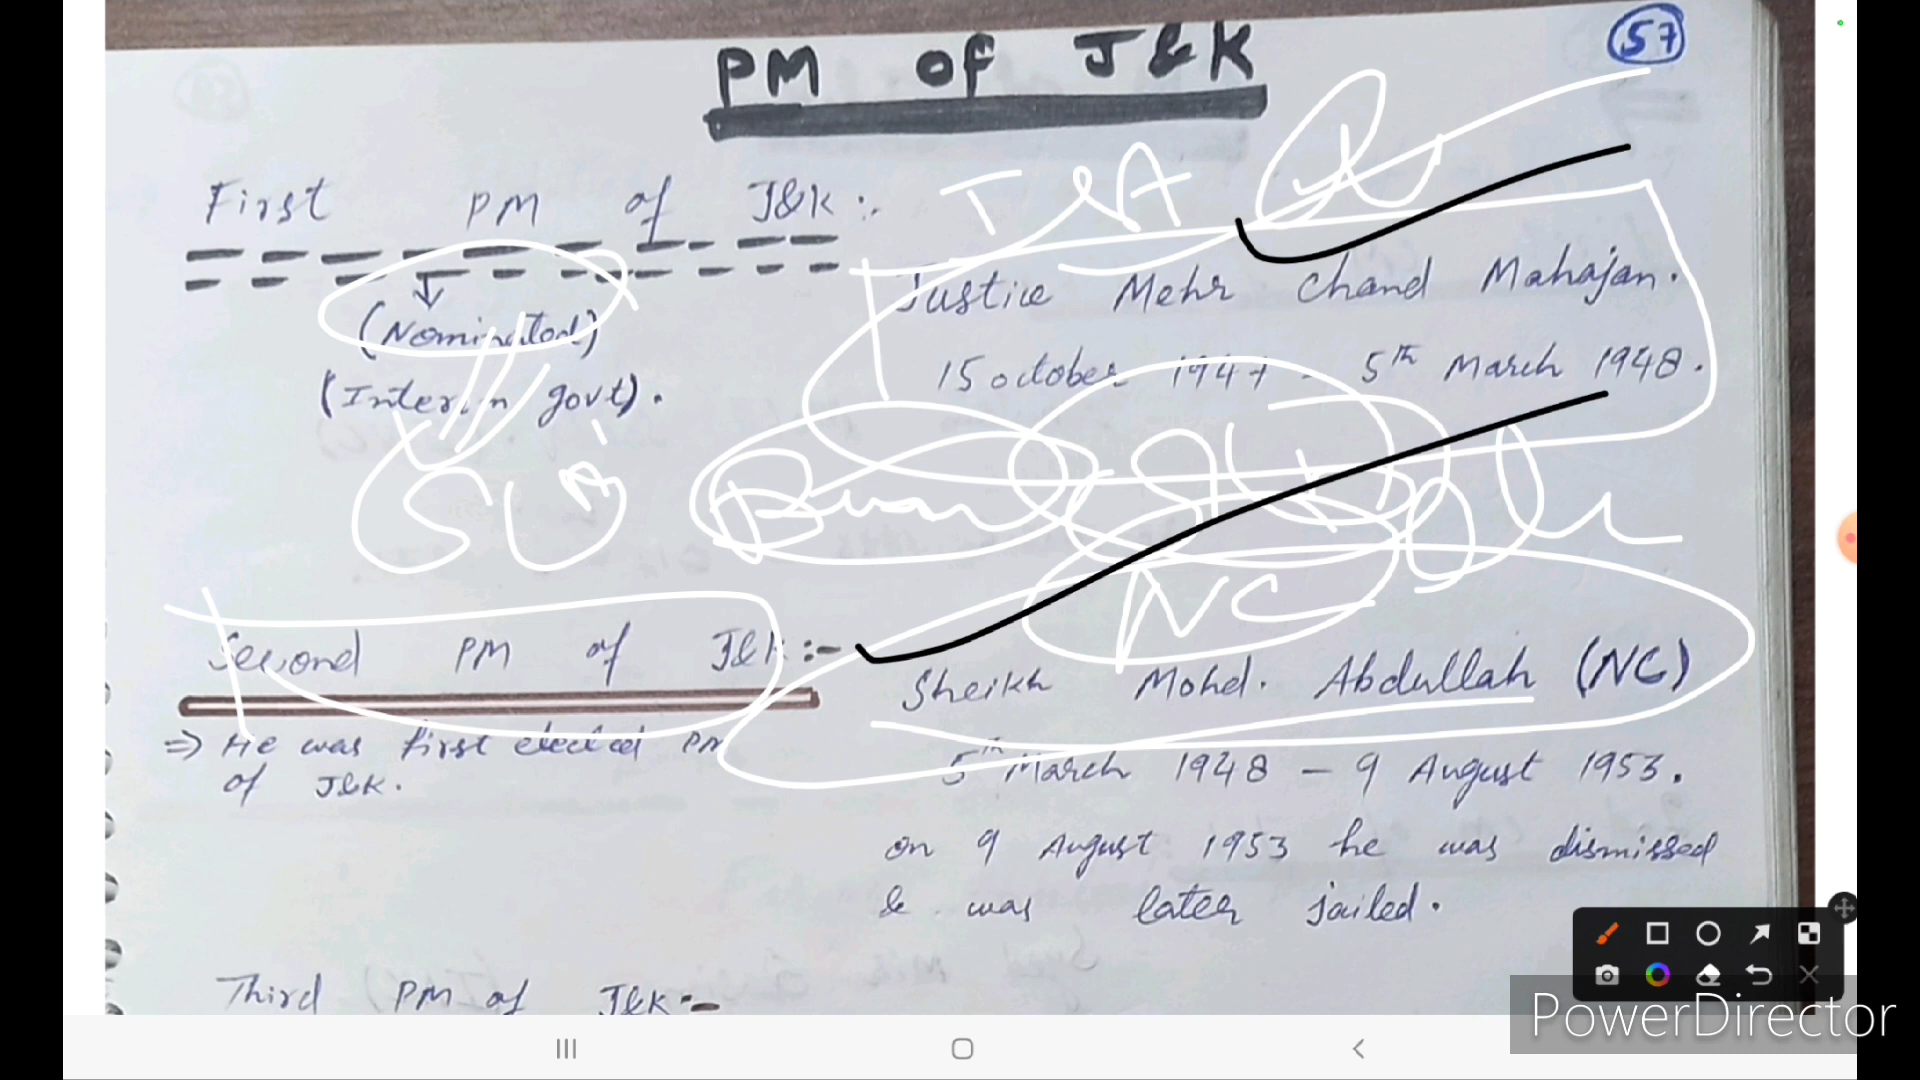 57
PM of J&K
First PM of J&K:-
J&K
(Nominated)
(Interim govt).
Justice Mehr Chand Mahajan.
15 october 1947 - 5th March 1948.
NC
Second PM of J&k:-
Sheikh Mohd. Abdullah (NC)
=> He was first elected PM
of J&K.
5th March 1948 - 9 August 1953.
on 9 August 1953 he was dismissed
& was later jailed.
Third PM of J&K:-
PowerDirector